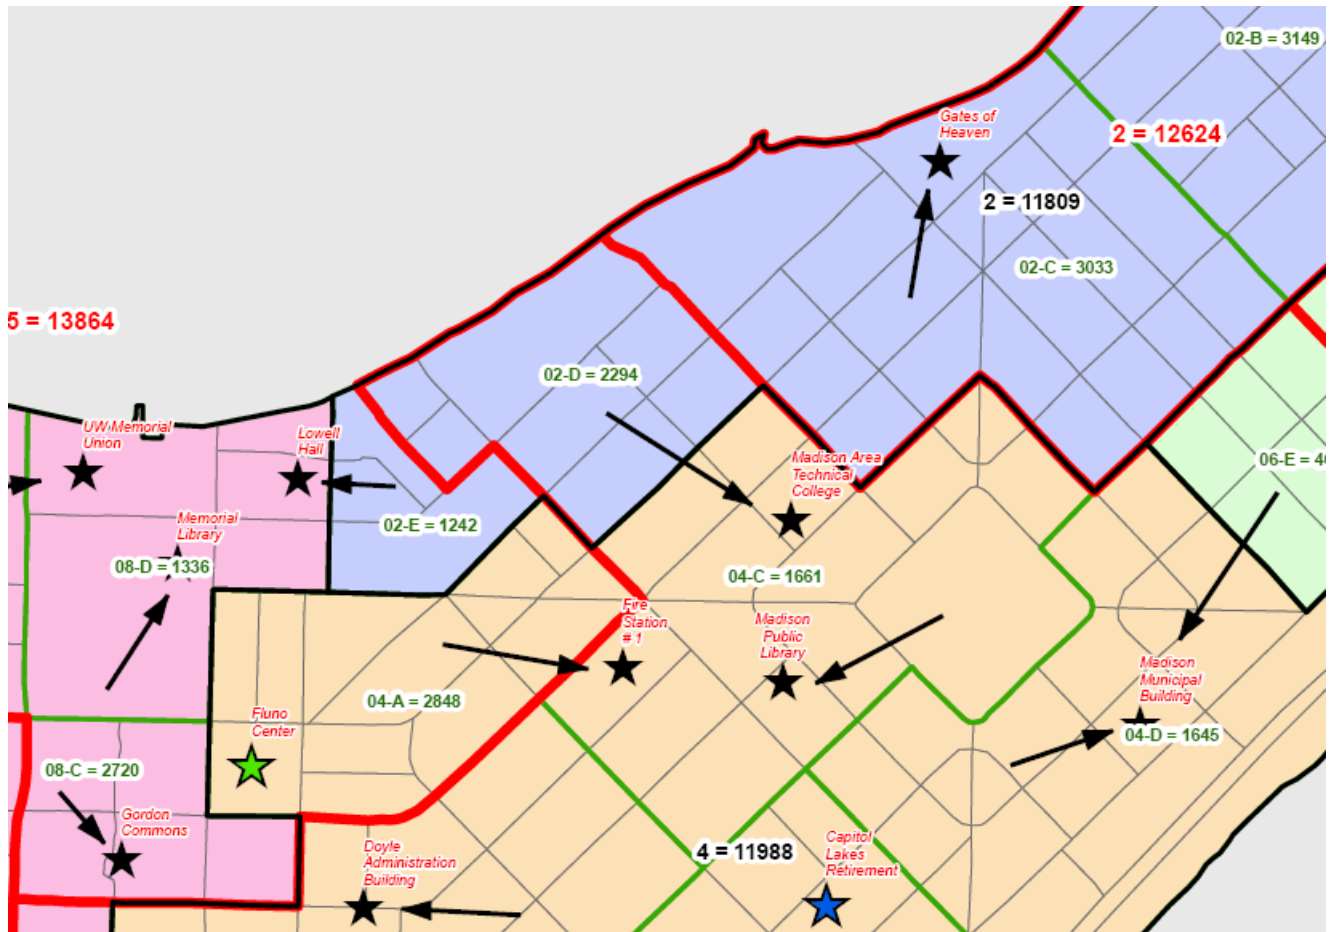 02-B = 3149
Gates of
Heaven
2 = 12624
2 = 11809
02-C = 3033
5 = 13864
02-D = 2294
UW Memorial
Union
Lowell
Hall
Madison Area
Technical
College
06-E =
02-E = 1242
Memorial
Library
08-D = 1336
04-C = 1661
Fire
Station
# 1
Madison
Public
Library
Madison
Municipal
Building
04-A = 2848
Fluno
Center
04-D = 1645
08-C = 2720
Gordon
Commons
Doyle
Administration
Building
4 = 11988
Capitol
Lakes
Retirement